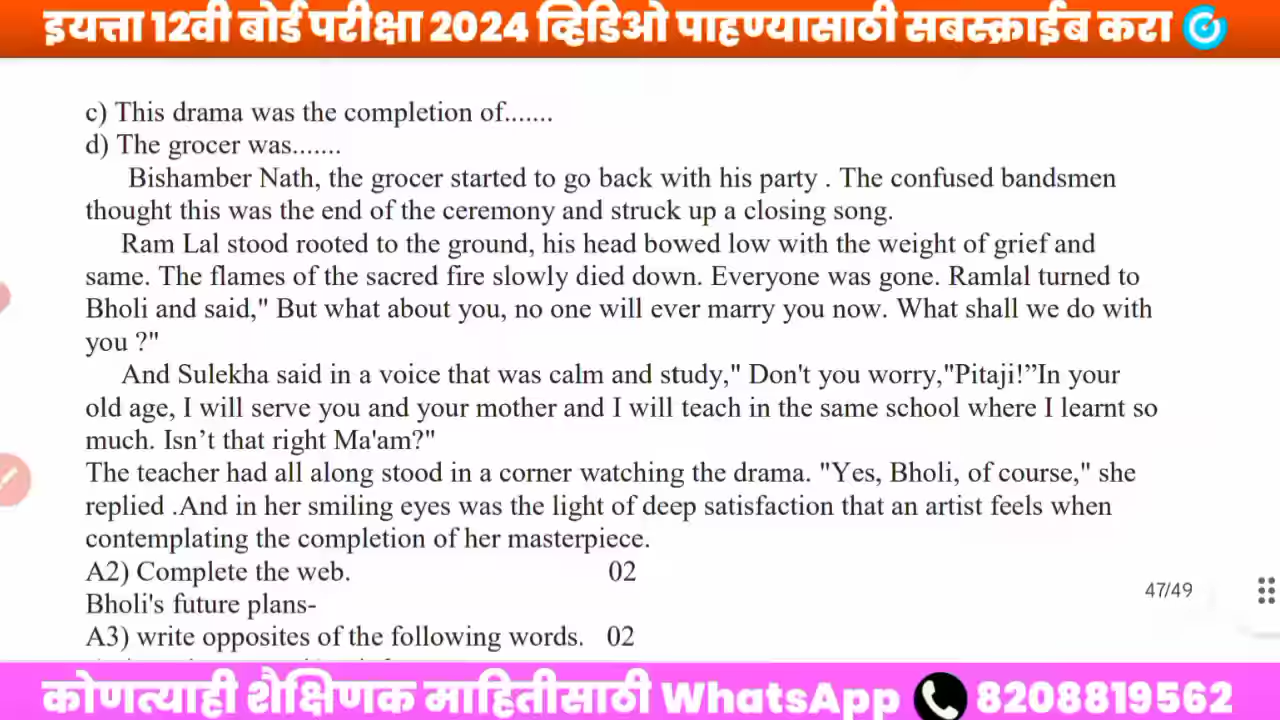 इयत्ता 12वी बोर्ड परीक्षा 2024 व्हिडिओ पाहण्यासाठी सबस्क्राईब करा
c) This drama was the completion of.......
d) The grocer was.......
Bishamber Nath, the grocer started to go back with his party . The confused bandsmen
thought this was the end of the ceremony and struck up a closing song.
Ram Lal stood rooted to the ground, his head bowed low with the weight of grief and
same. The flames of the sacred fire slowly died down. Everyone was gone. Ramlal turned to
Bholi and said," But what about you, no one will ever marry you now. What shall we do with
you ?"
And Sulekha said in a voice that was calm and study," Don't you worry,"Pitaji!”In your
old age, I will serve you and your mother and I will teach in the same school where I learnt so
much. Isn’t that right Ma'am?"
The teacher had all along stood in a corner watching the drama. "Yes, Bholi, of course," she
replied .And in her smiling eyes was the light of deep satisfaction that an artist feels when
contemplating the completion of her masterpiece.
A2) Complete the web. 02
47/49
Bholi's future plans-
A3) write opposites of the following words. 02
कोणत्याही शैक्षिणक माहितीसाठी WhatsApp 8208819562